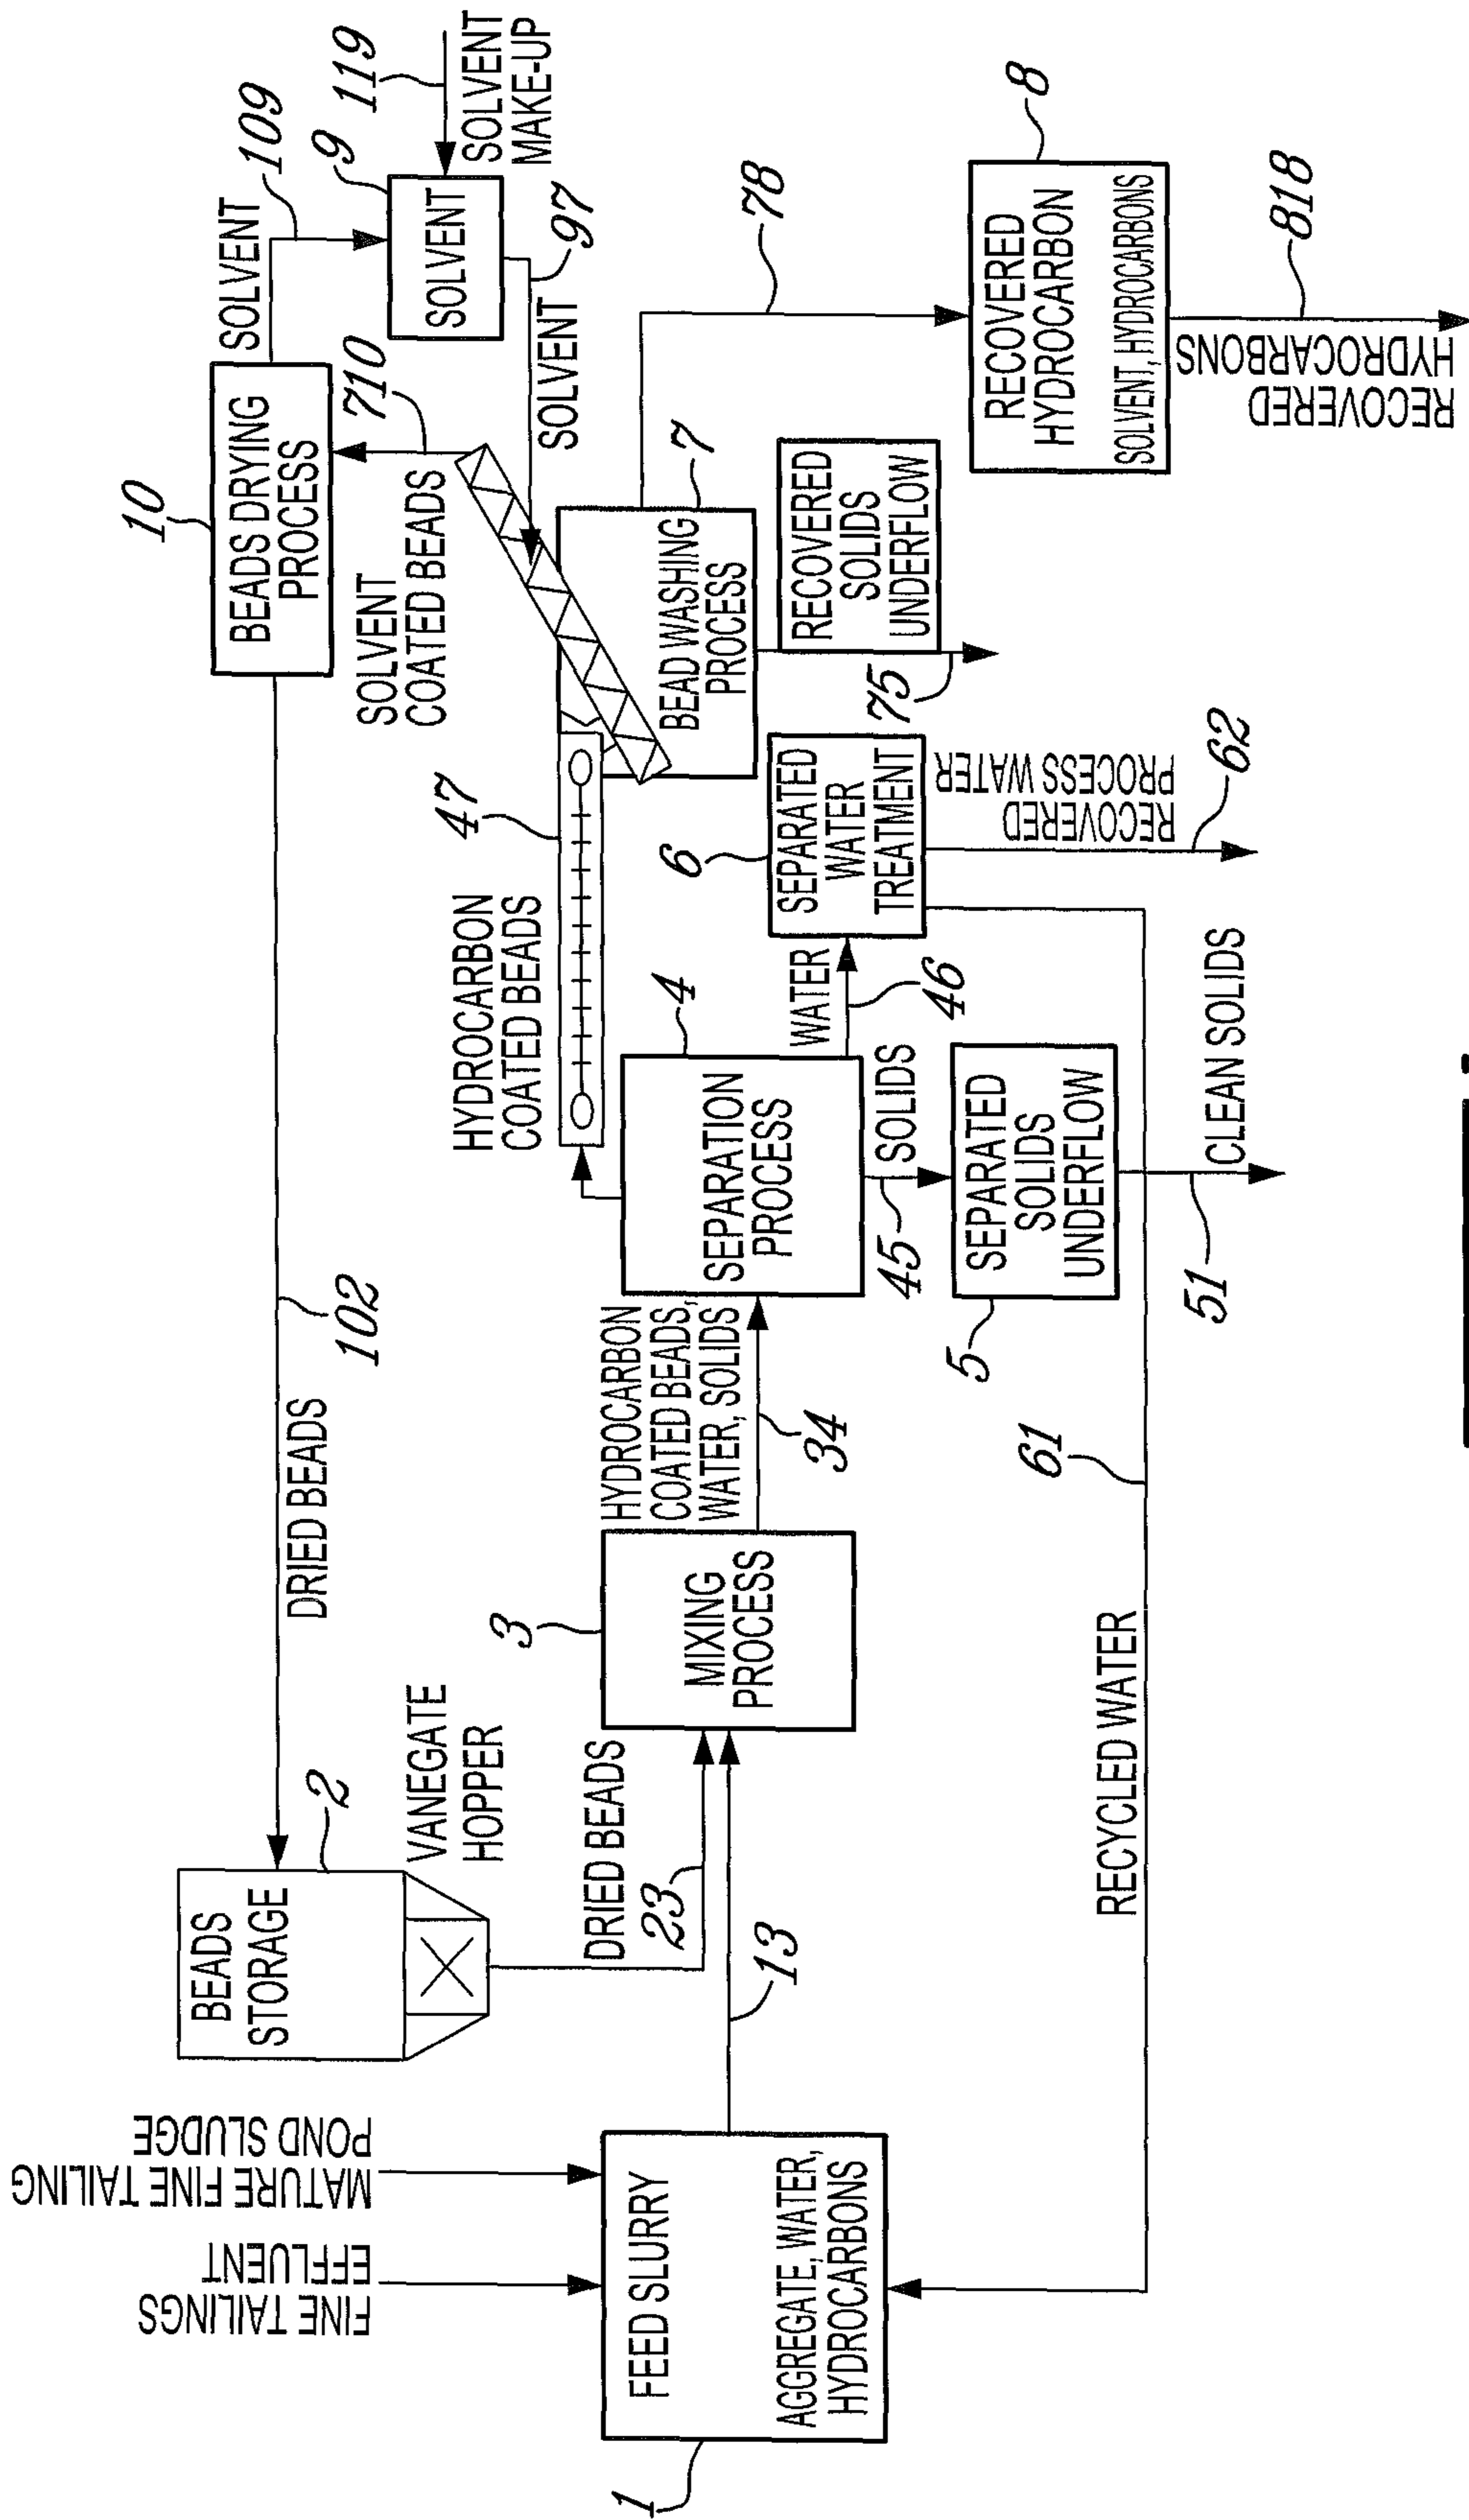 FINE TAILINGS
EFFLUENT
MATURE FINE TAILING
POND SLUDGE
FEED SLURRY
AGGREGATE, WATER,
HYDROCARBONS
1
13
BEADS
STORAGE
2
VANEGATE
HOPPER
DRIED BEADS
23
DRIED BEADS
102
MIXING
PROCESS
3
HYDROCARBON
COATED BEADS,
WATER, SOLIDS
34
SEPARATION
PROCESS
4
HYDROCARBON
COATED BEADS
47
SOLIDS
45
WATER
46
SEPARATED
SOLIDS
UNDERFLOW
5
CLEAN SOLIDS
51
SEPARATED
WATER
TREATMENT
6
RECOVERED
PROCESS WATER
62
RECYCLED WATER
61
BEAD WASHING
PROCESS
7
RECOVERED
SOLIDS
UNDERFLOW
75
BEADS DRYING
PROCESS
10
SOLVENT
COATED BEADS
710
SOLVENT
109
SOLVENT
9
SOLVENT
97
SOLVENT
MAKE-UP
119
78
RECOVERED
HYDROCARBON
SOLVENT, HYDROCARBONS
8
RECOVERED
HYDROCARBONS
818